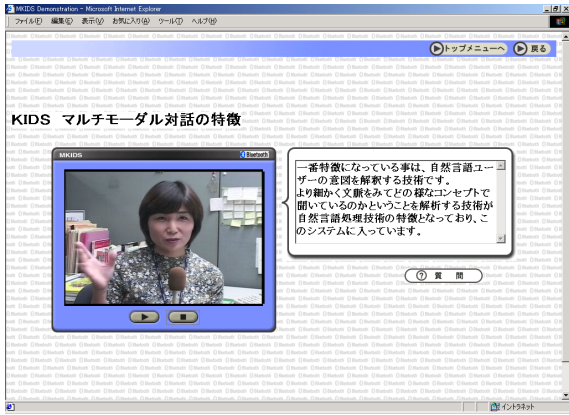 MKIDS Demonstration - Microsoft Internet Explorer
ファイル(F) 編集(E) 表示(V) お気に入り(A) ツール(T) ヘルプ(H)
トップメニューへ 戻る
KIDS マルチモーダル対話の特徴
MKIDS
Bluetooth
一番特徴になっている事は、自然言語ユー
ザーの意図を解釈する技術です。
より細かく文脈をみてどの様なコンセプトで
聞いているのかということを解析する技術が
自然言語処理技術の特徴となっており、こ
のシステムに入っています。
質 問
イントラネット